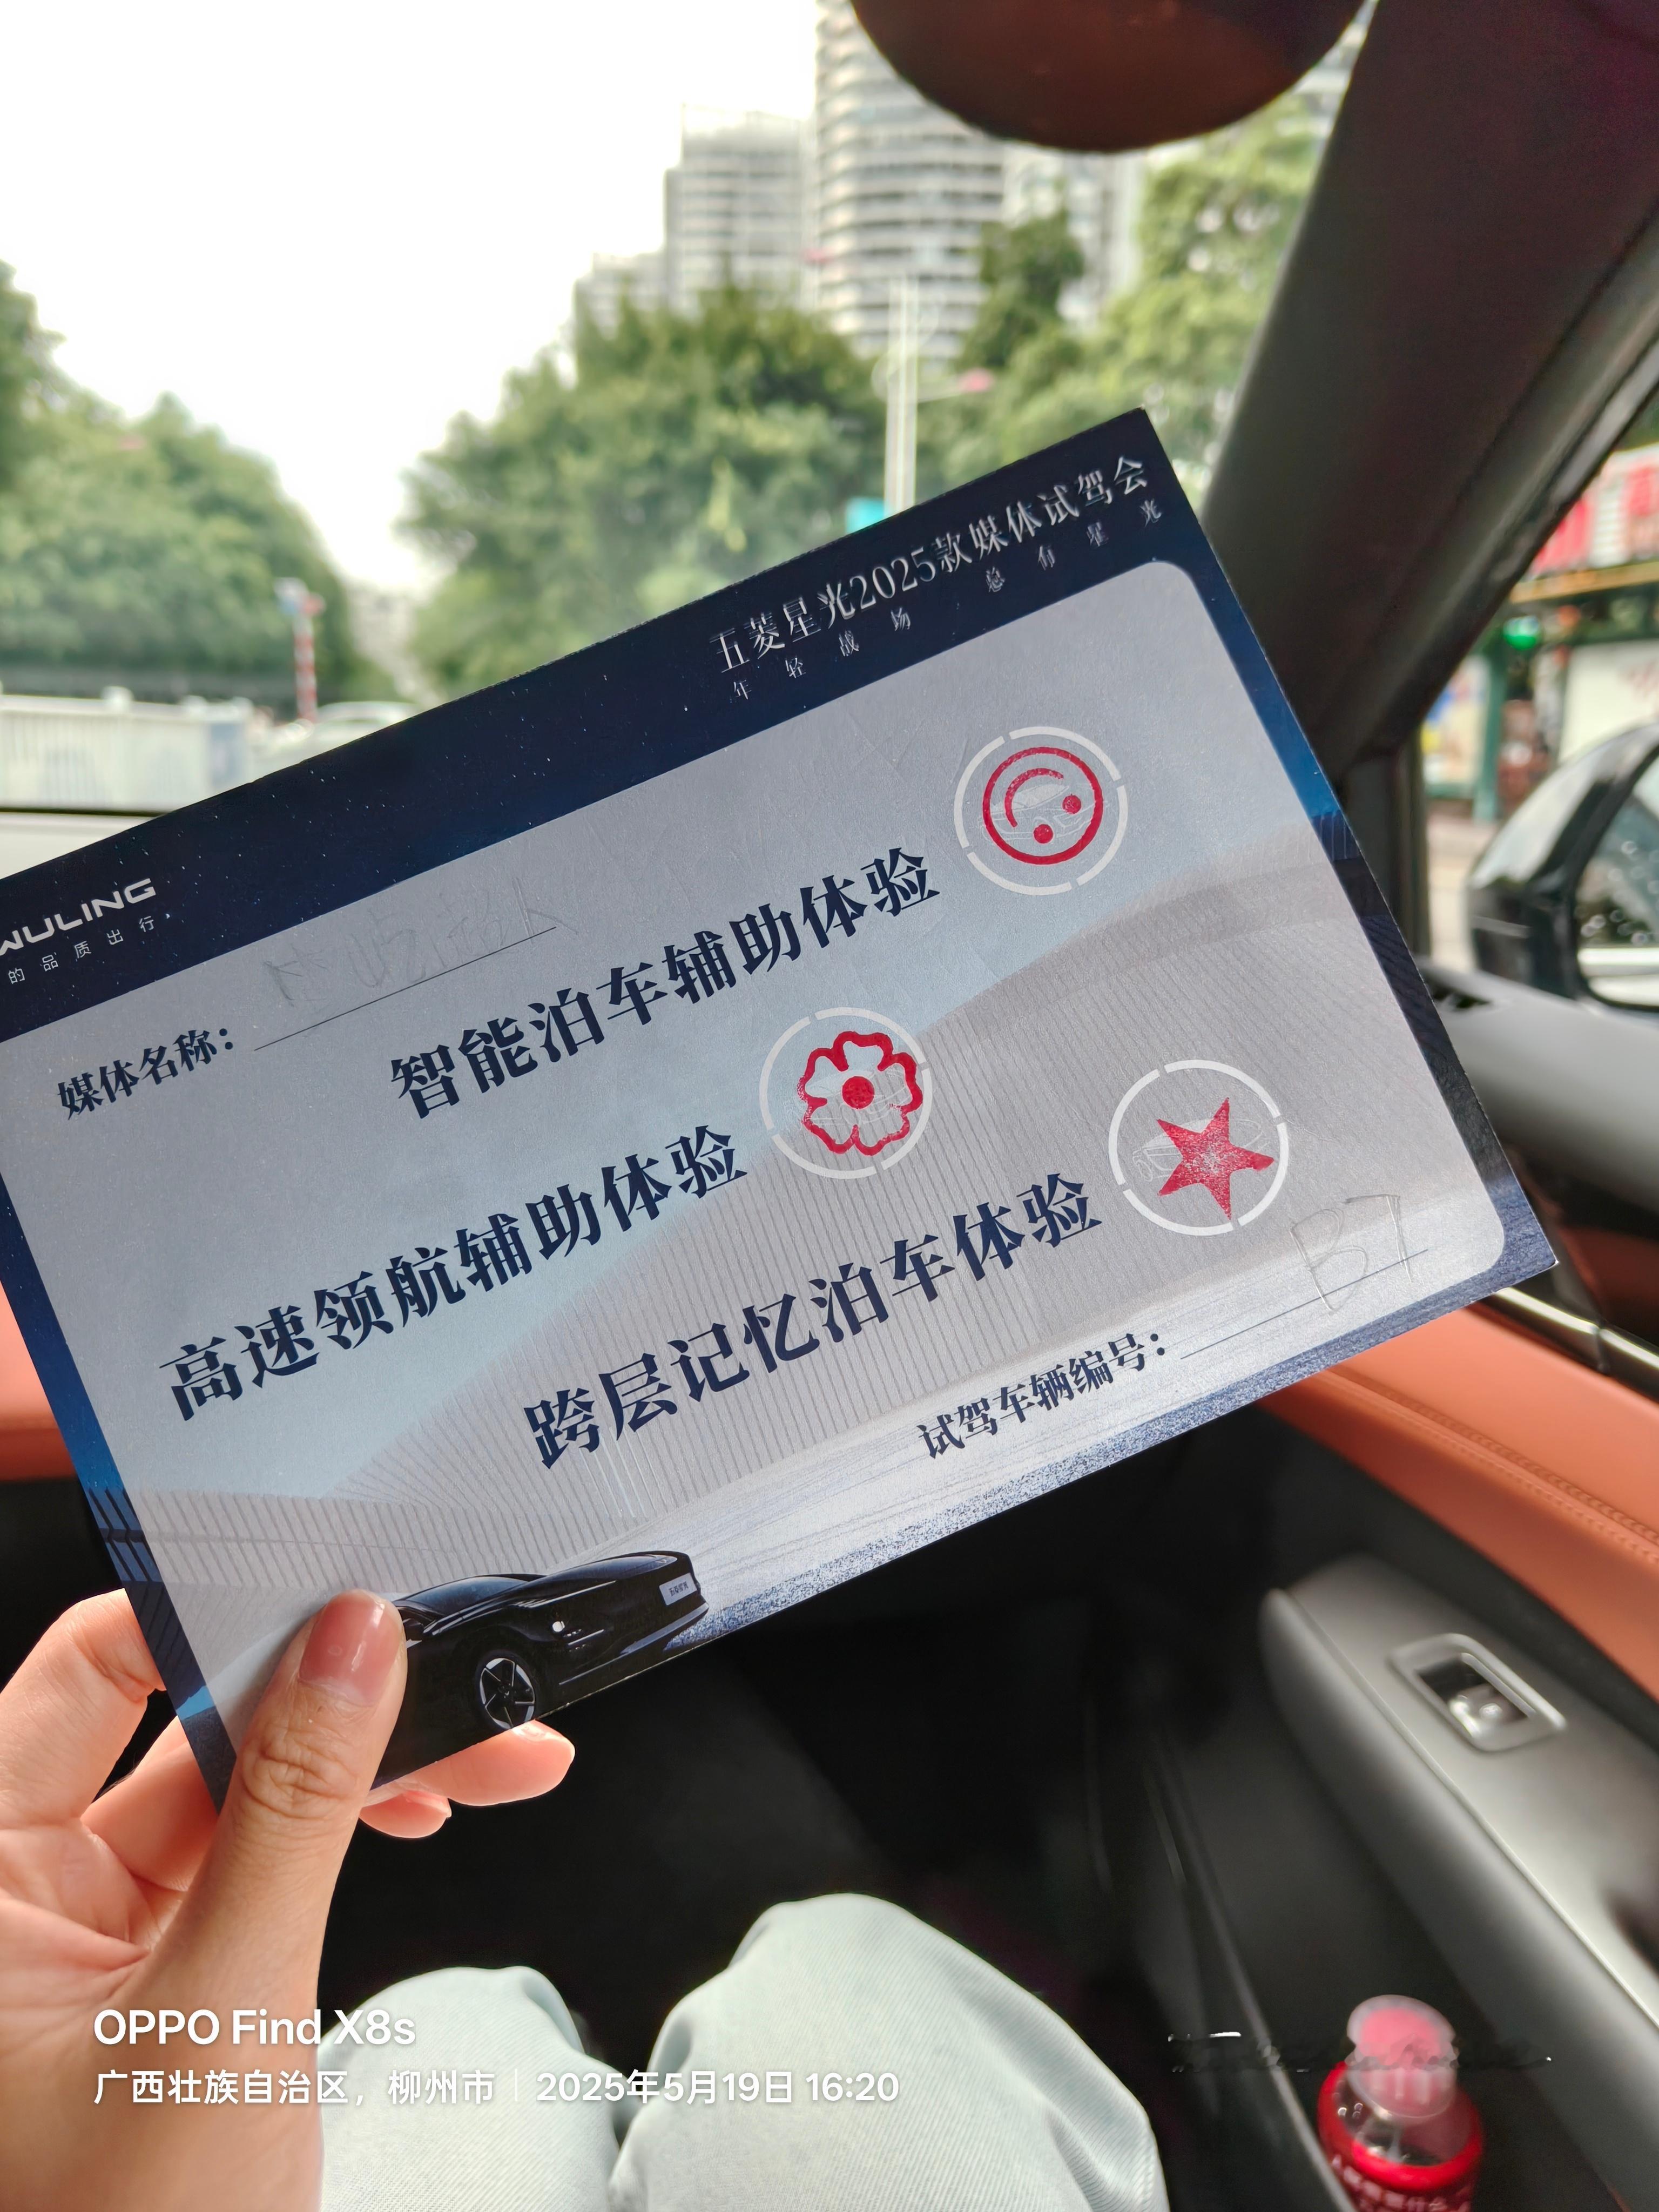 五菱星光2025款媒体试驾会
年轻战场 总有星光
WULING
的品质出行
媒体名称：
智能泊车辅助体验
高速领航辅助体验
跨层记忆泊车体验
试驾车辆编号： B7
OPPO Find X8s
广西壮族自治区，柳州市 | 2025年5月19日 16:20